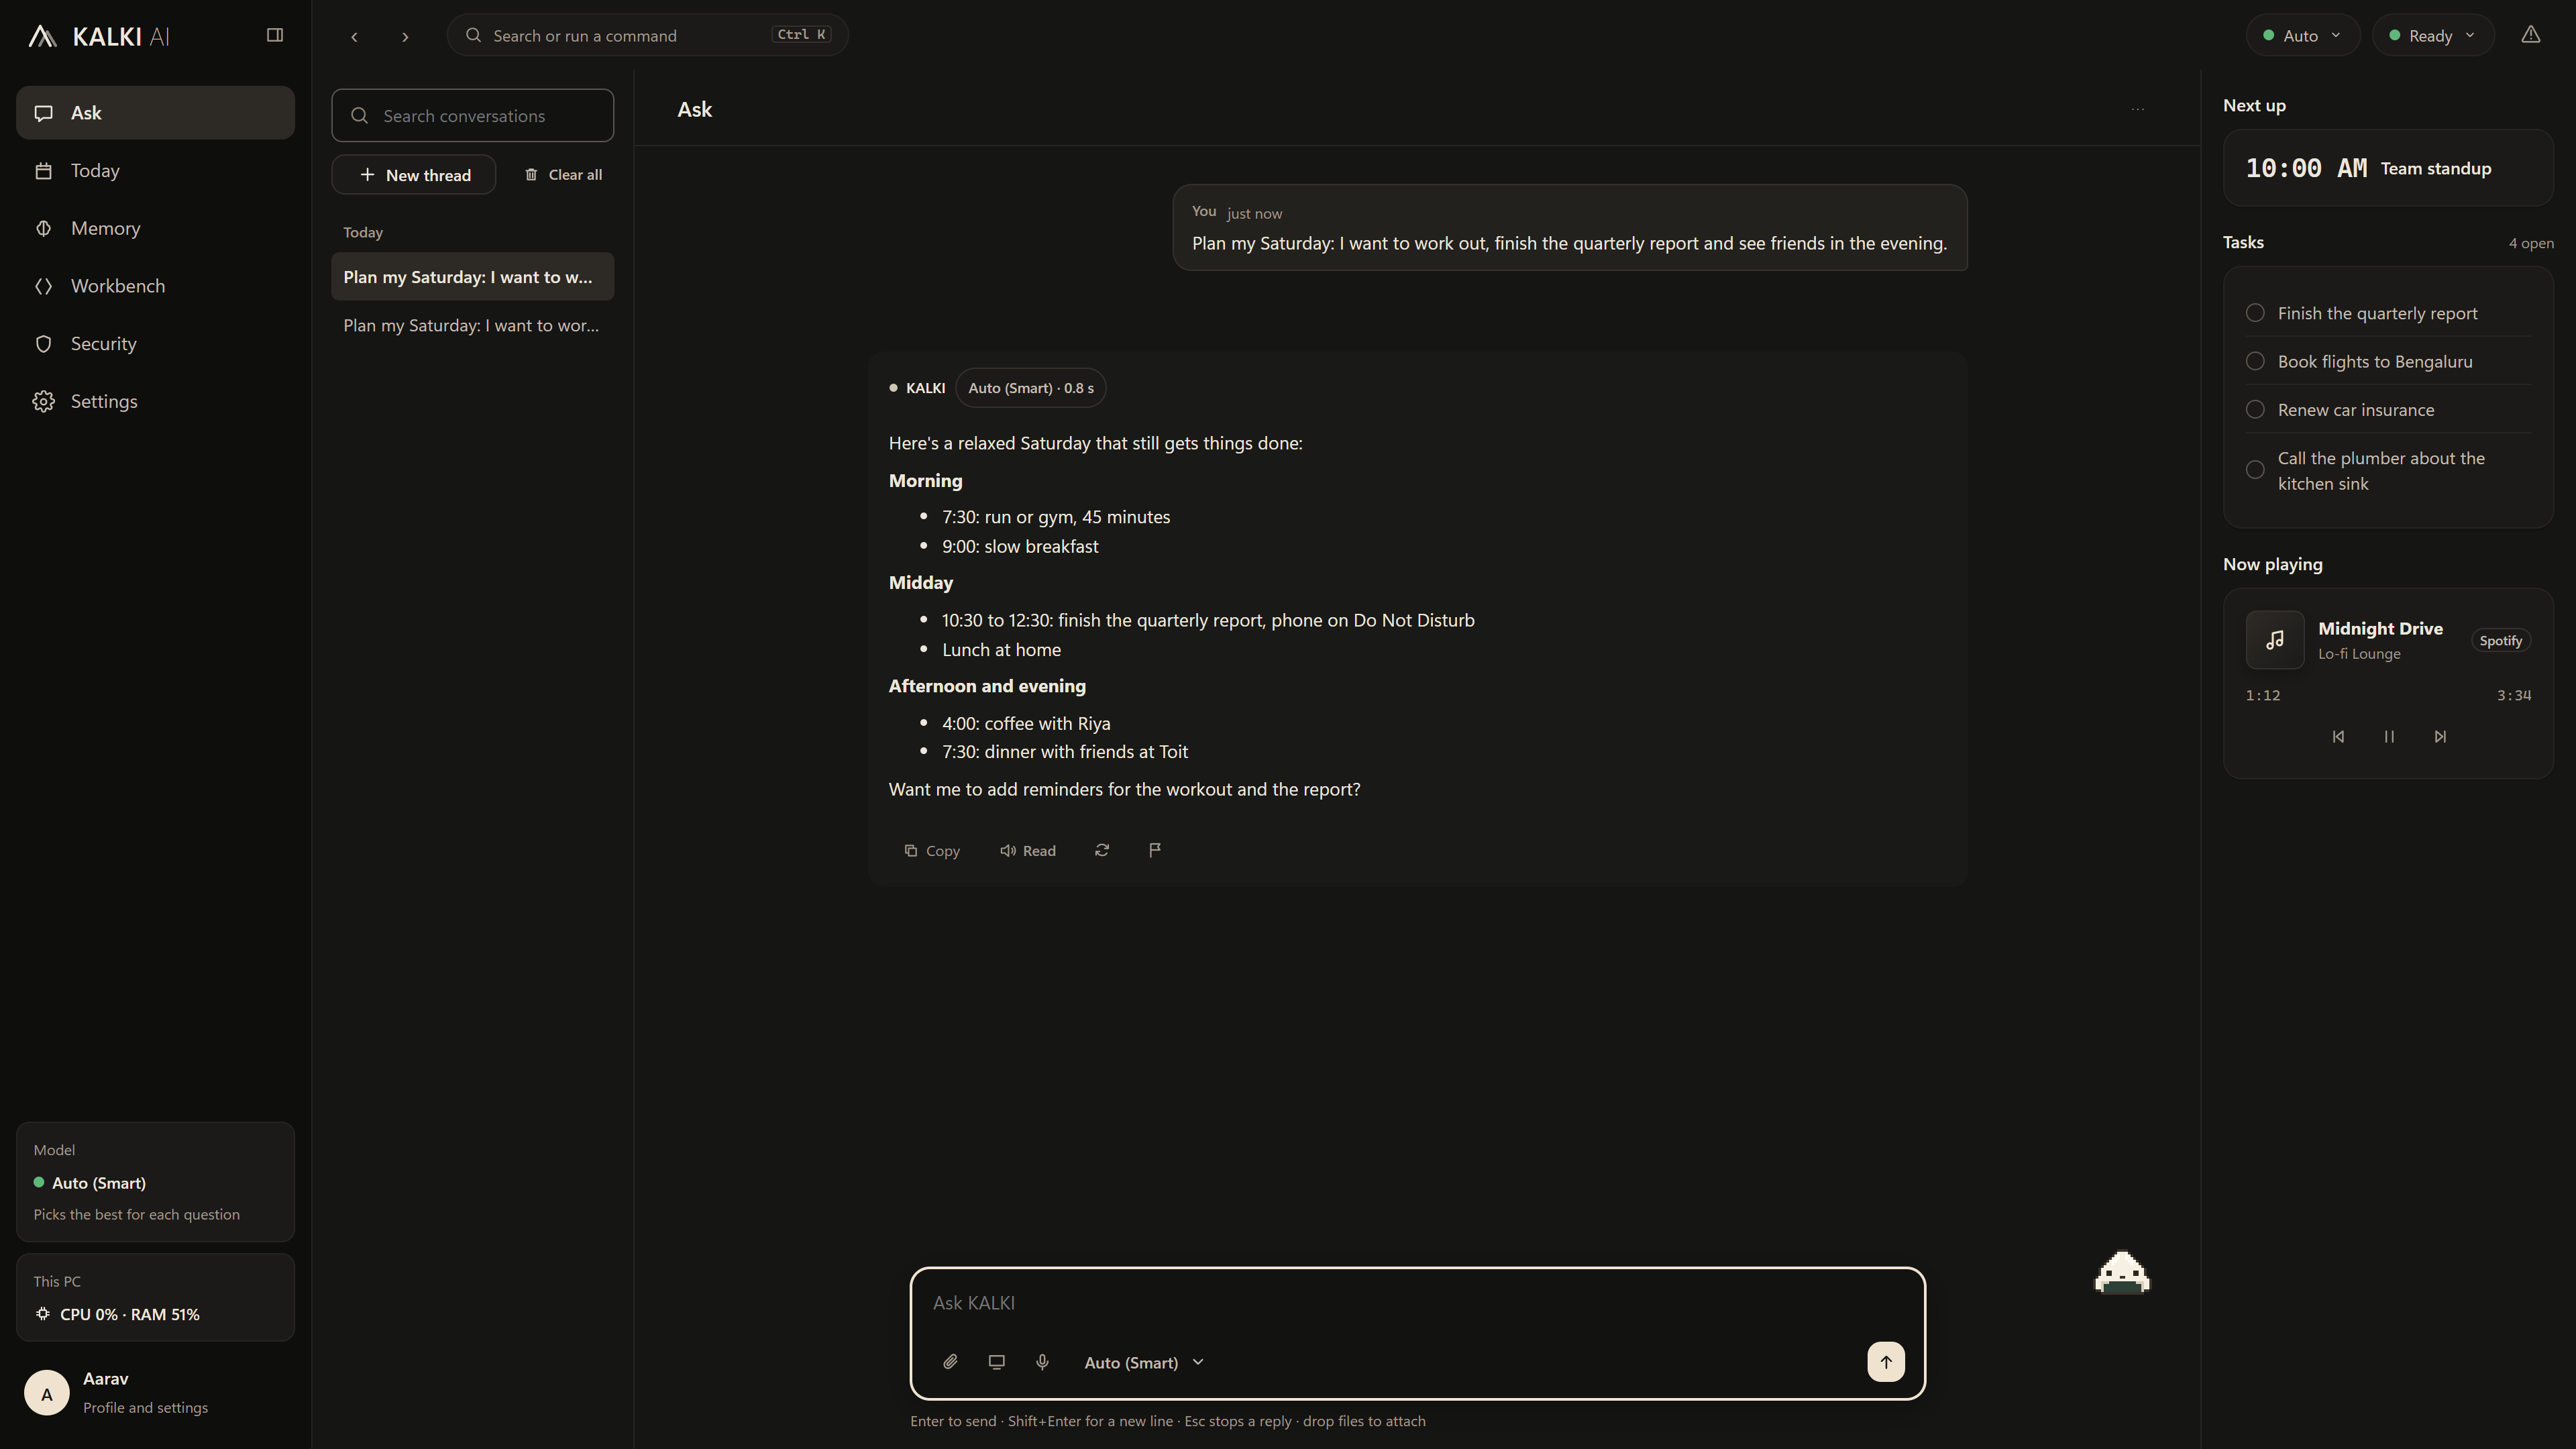 KALKI AI
Search or run a command
Ctrl K
Auto
Ready
Ask
Today
Memory
Workbench
Security
Settings
Model
Auto (Smart)
Picks the best for each question
This PC
CPU 0% · RAM 51%
A
Aarav
Profile and settings
Search conversations
New thread
Clear all
Today
Plan my Saturday: I want to w...
Plan my Saturday: I want to wor...
Ask
You just now
Plan my Saturday: I want to work out, finish the quarterly report and see friends in the evening.
KALKI
Auto (Smart) · 0.8 s
Here's a relaxed Saturday that still gets things done:
Morning
• 7:30: run or gym, 45 minutes
• 9:00: slow breakfast
Midday
• 10:30 to 12:30: finish the quarterly report, phone on Do Not Disturb
• Lunch at home
Afternoon and evening
• 4:00: coffee with Riya
• 7:30: dinner with friends at Toit
Want me to add reminders for the workout and the report?
Copy
Read
Ask KALKI
Auto (Smart)
Enter to send · Shift+Enter for a new line · Esc stops a reply · drop files to attach
Next up
10:00 AM Team standup
Tasks
4 open
Finish the quarterly report
Book flights to Bengaluru
Renew car insurance
Call the plumber about the
kitchen sink
Now playing
Midnight Drive
Lo-fi Lounge
Spotify
1:12
3:34